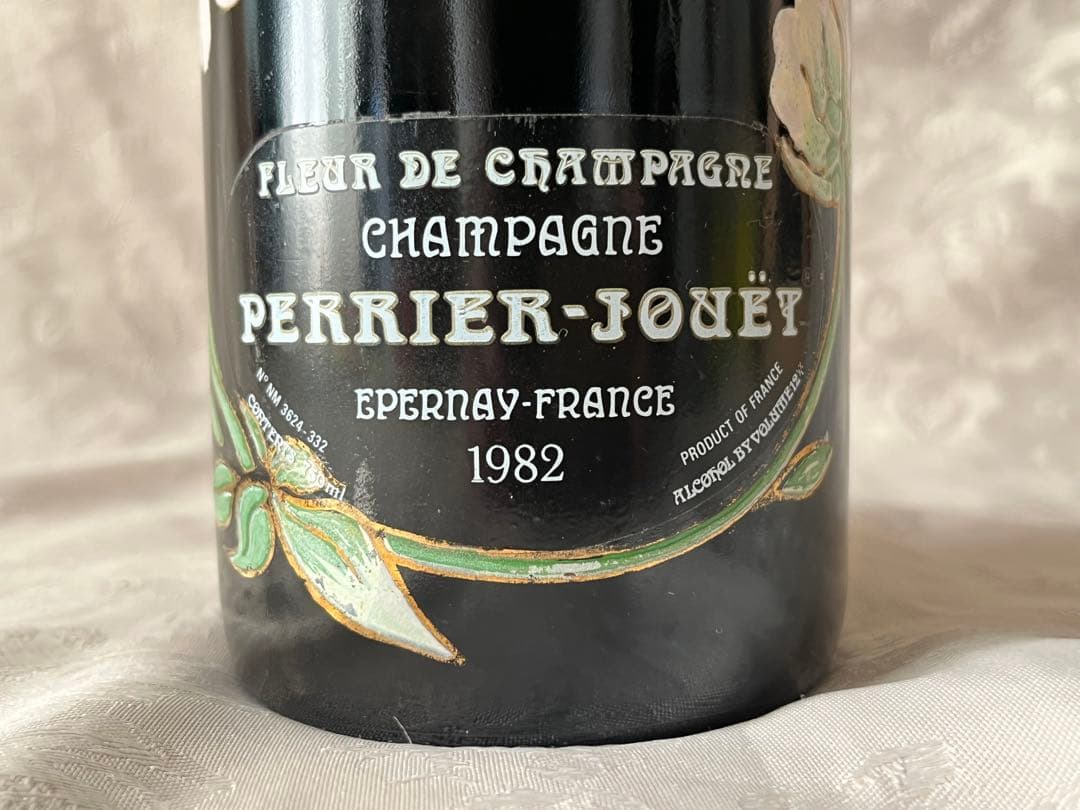 FLEUR DE CHAMPAGNE
CHAMPAGNE
PERRIER-JOUËT
EPERNAY-FRANCE
1982
Nº NM 3624-332
PRODUCT OF FRANCE
ALCOHOL BY VOLUME 12%